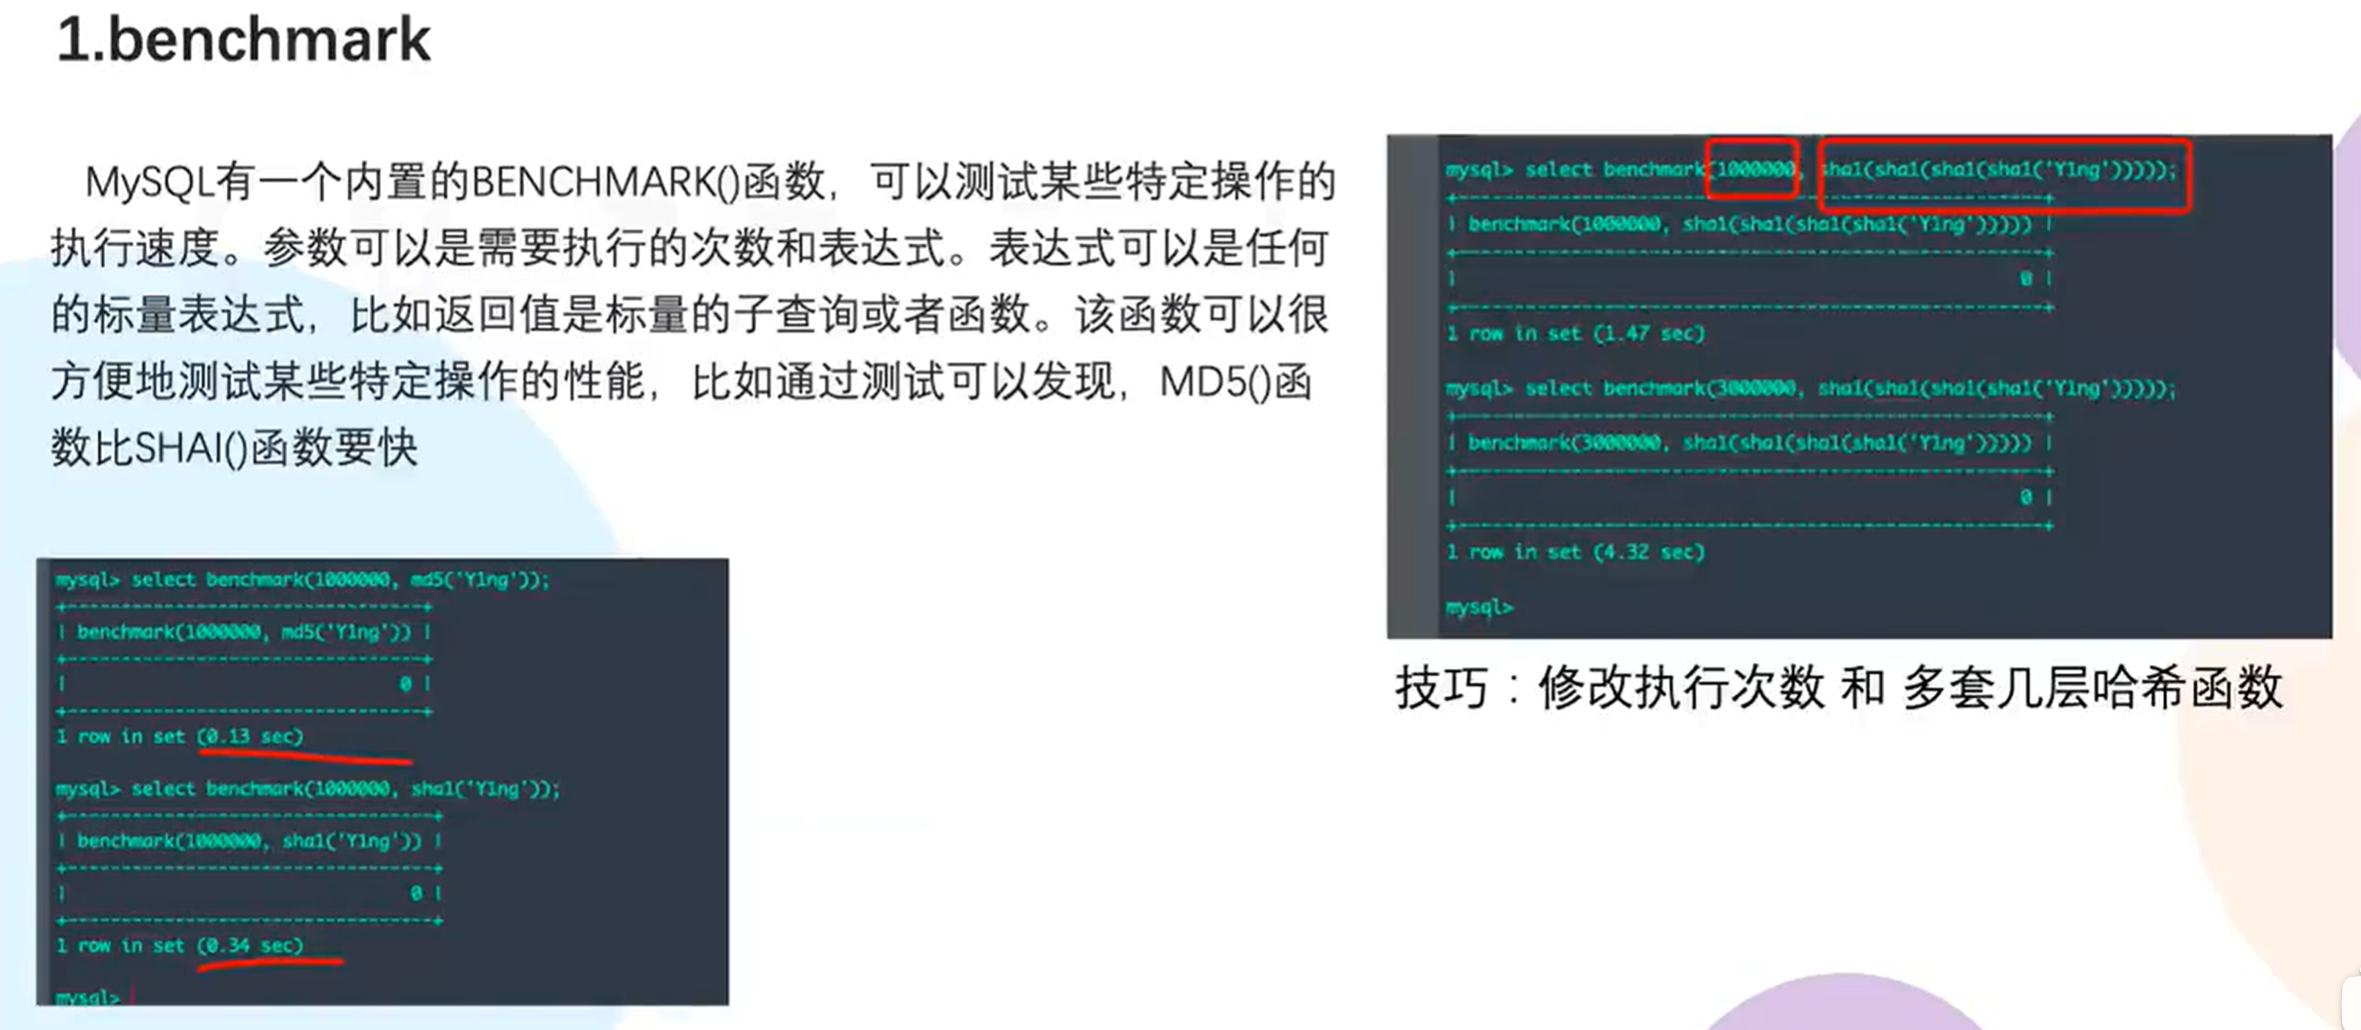 1.benchmark
MySQL有一个内置的BENCHMARK()函数，可以测试某些特定操作的
执行速度。参数可以是需要执行的次数和表达式。表达式可以是任何
的标量表达式，比如返回值是标量的子查询或者函数。该函数可以很
方便地测试某些特定操作的性能，比如通过测试可以发现，MD5()函
数比SHAI()函数要快
mysql> select benchmark(1000000, md5('Y1ng'));
+----------------------------------+
| benchmark(1000000, md5('Y1ng')) |
+----------------------------------+
| 0 |
+----------------------------------+
1 row in set (0.13 sec)
mysql> select benchmark(1000000, sha1('Y1ng'));
+-----------------------------------+
| benchmark(1000000, sha1('Y1ng')) |
+-----------------------------------+
| 0 |
+-----------------------------------+
1 row in set (0.34 sec)
mysql>
mysql> select benchmark(1000000, sha1(sha1(sha1(sha1('Y1ng')))));
+----------------------------------------------------+
| benchmark(1000000, sha1(sha1(sha1(sha1('Y1ng'))))) |
+----------------------------------------------------+
| 0 |
+----------------------------------------------------+
1 row in set (1.47 sec)
mysql> select benchmark(3000000, sha1(sha1(sha1(sha1('Y1ng')))));
+----------------------------------------------------+
| benchmark(3000000, sha1(sha1(sha1(sha1('Y1ng'))))) |
+----------------------------------------------------+
| 0 |
+----------------------------------------------------+
1 row in set (4.32 sec)
mysql>
技巧：修改执行次数 和 多套几层哈希函数